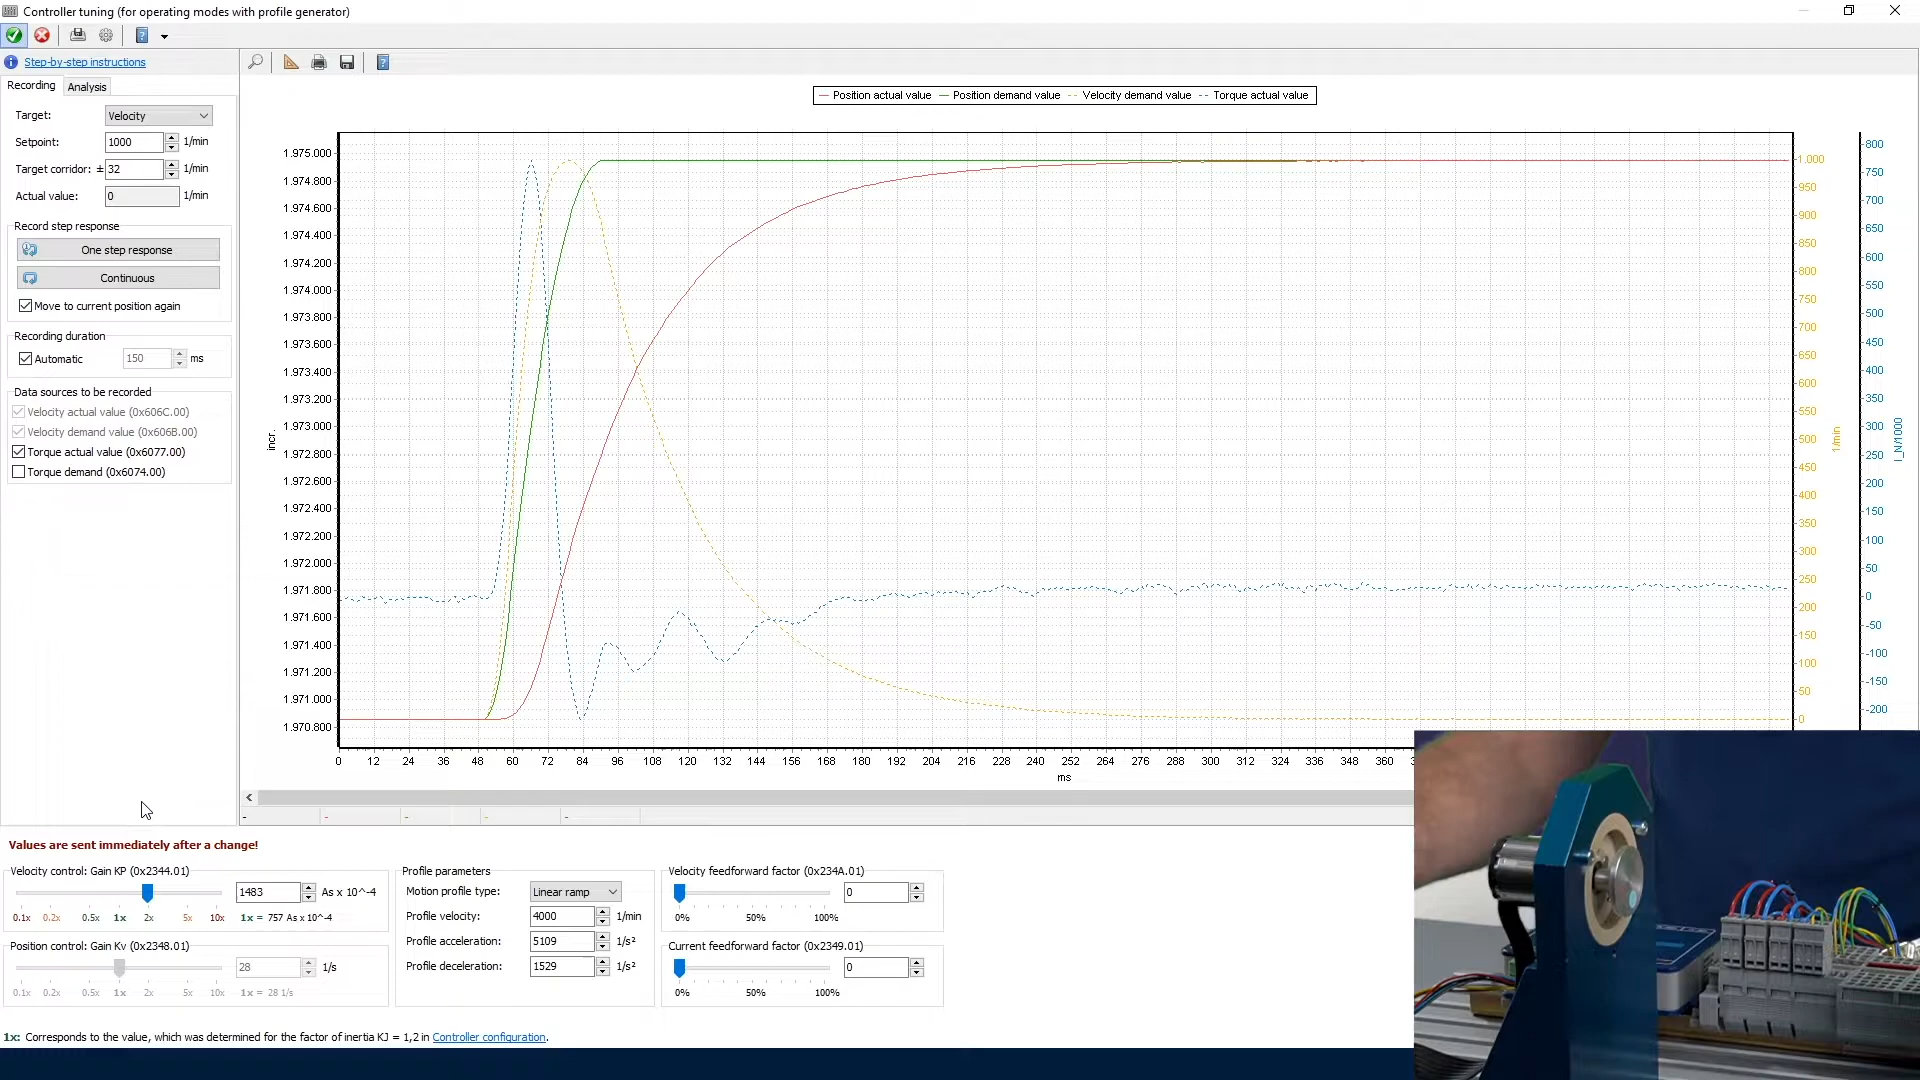 Controller tuning (for operating modes with profile generator)
Step-by-step instructions
Recording Analysis
Target: Velocity
Setpoint: 1000 1/min
Target corridor: ± 32 1/min
Actual value: 0 1/min
Record step response
One step response
Continuous
Move to current position again
Recording duration
Automatic 150 ms
Data sources to be recorded
Velocity actual value (0x606C.00)
Velocity demand value (0x606B.00)
Torque actual value (0x6077.00)
Torque demand (0x6074.00)
Position actual value Position demand value Velocity demand value Torque actual value
1.975.000
1.974.800
1.974.600
1.974.400
1.974.200
1.974.000
1.973.800
1.973.600
1.973.400
1.973.200
1.973.000
1.972.800
1.972.600
1.972.400
1.972.200
1.972.000
1.971.800
1.971.600
1.971.400
1.971.200
1.971.000
1.970.800
incr.
0 12 24 36 48 60 72 84 96 108 120 132 144 156 168 180 192 204 216 228 240 252 264 276 288 300 312 324 336 348 360
ms
1.000
950
900
850
800
750
700
650
600
550
500
450
400
350
300
250
200
150
100
50
0
1/min
800
750
700
650
600
550
500
450
400
350
300
250
200
150
100
50
0
-50
-100
-150
-200
I_N/1000
- - - - -
Values are sent immediately after a change!
Velocity control: Gain KP (0x2344.01)
1483 As x 10^-4
0.1x 0.2x 0.5x 1x 2x 5x 10x 1x = 757 As x 10^-4
Position control: Gain Kv (0x2348.01)
28 1/s
0.1x 0.2x 0.5x 1x 2x 5x 10x 1x = 28 1/s
Profile parameters
Motion profile type: Linear ramp
Profile velocity: 4000 1/min
Profile acceleration: 5109 1/s²
Profile deceleration: 1529 1/s²
Velocity feedforward factor (0x234A.01)
0
0% 50% 100%
Current feedforward factor (0x2349.01)
0
0% 50% 100%
1x: Corresponds to the value, which was determined for the factor of inertia KJ = 1,2 in Controller configuration.